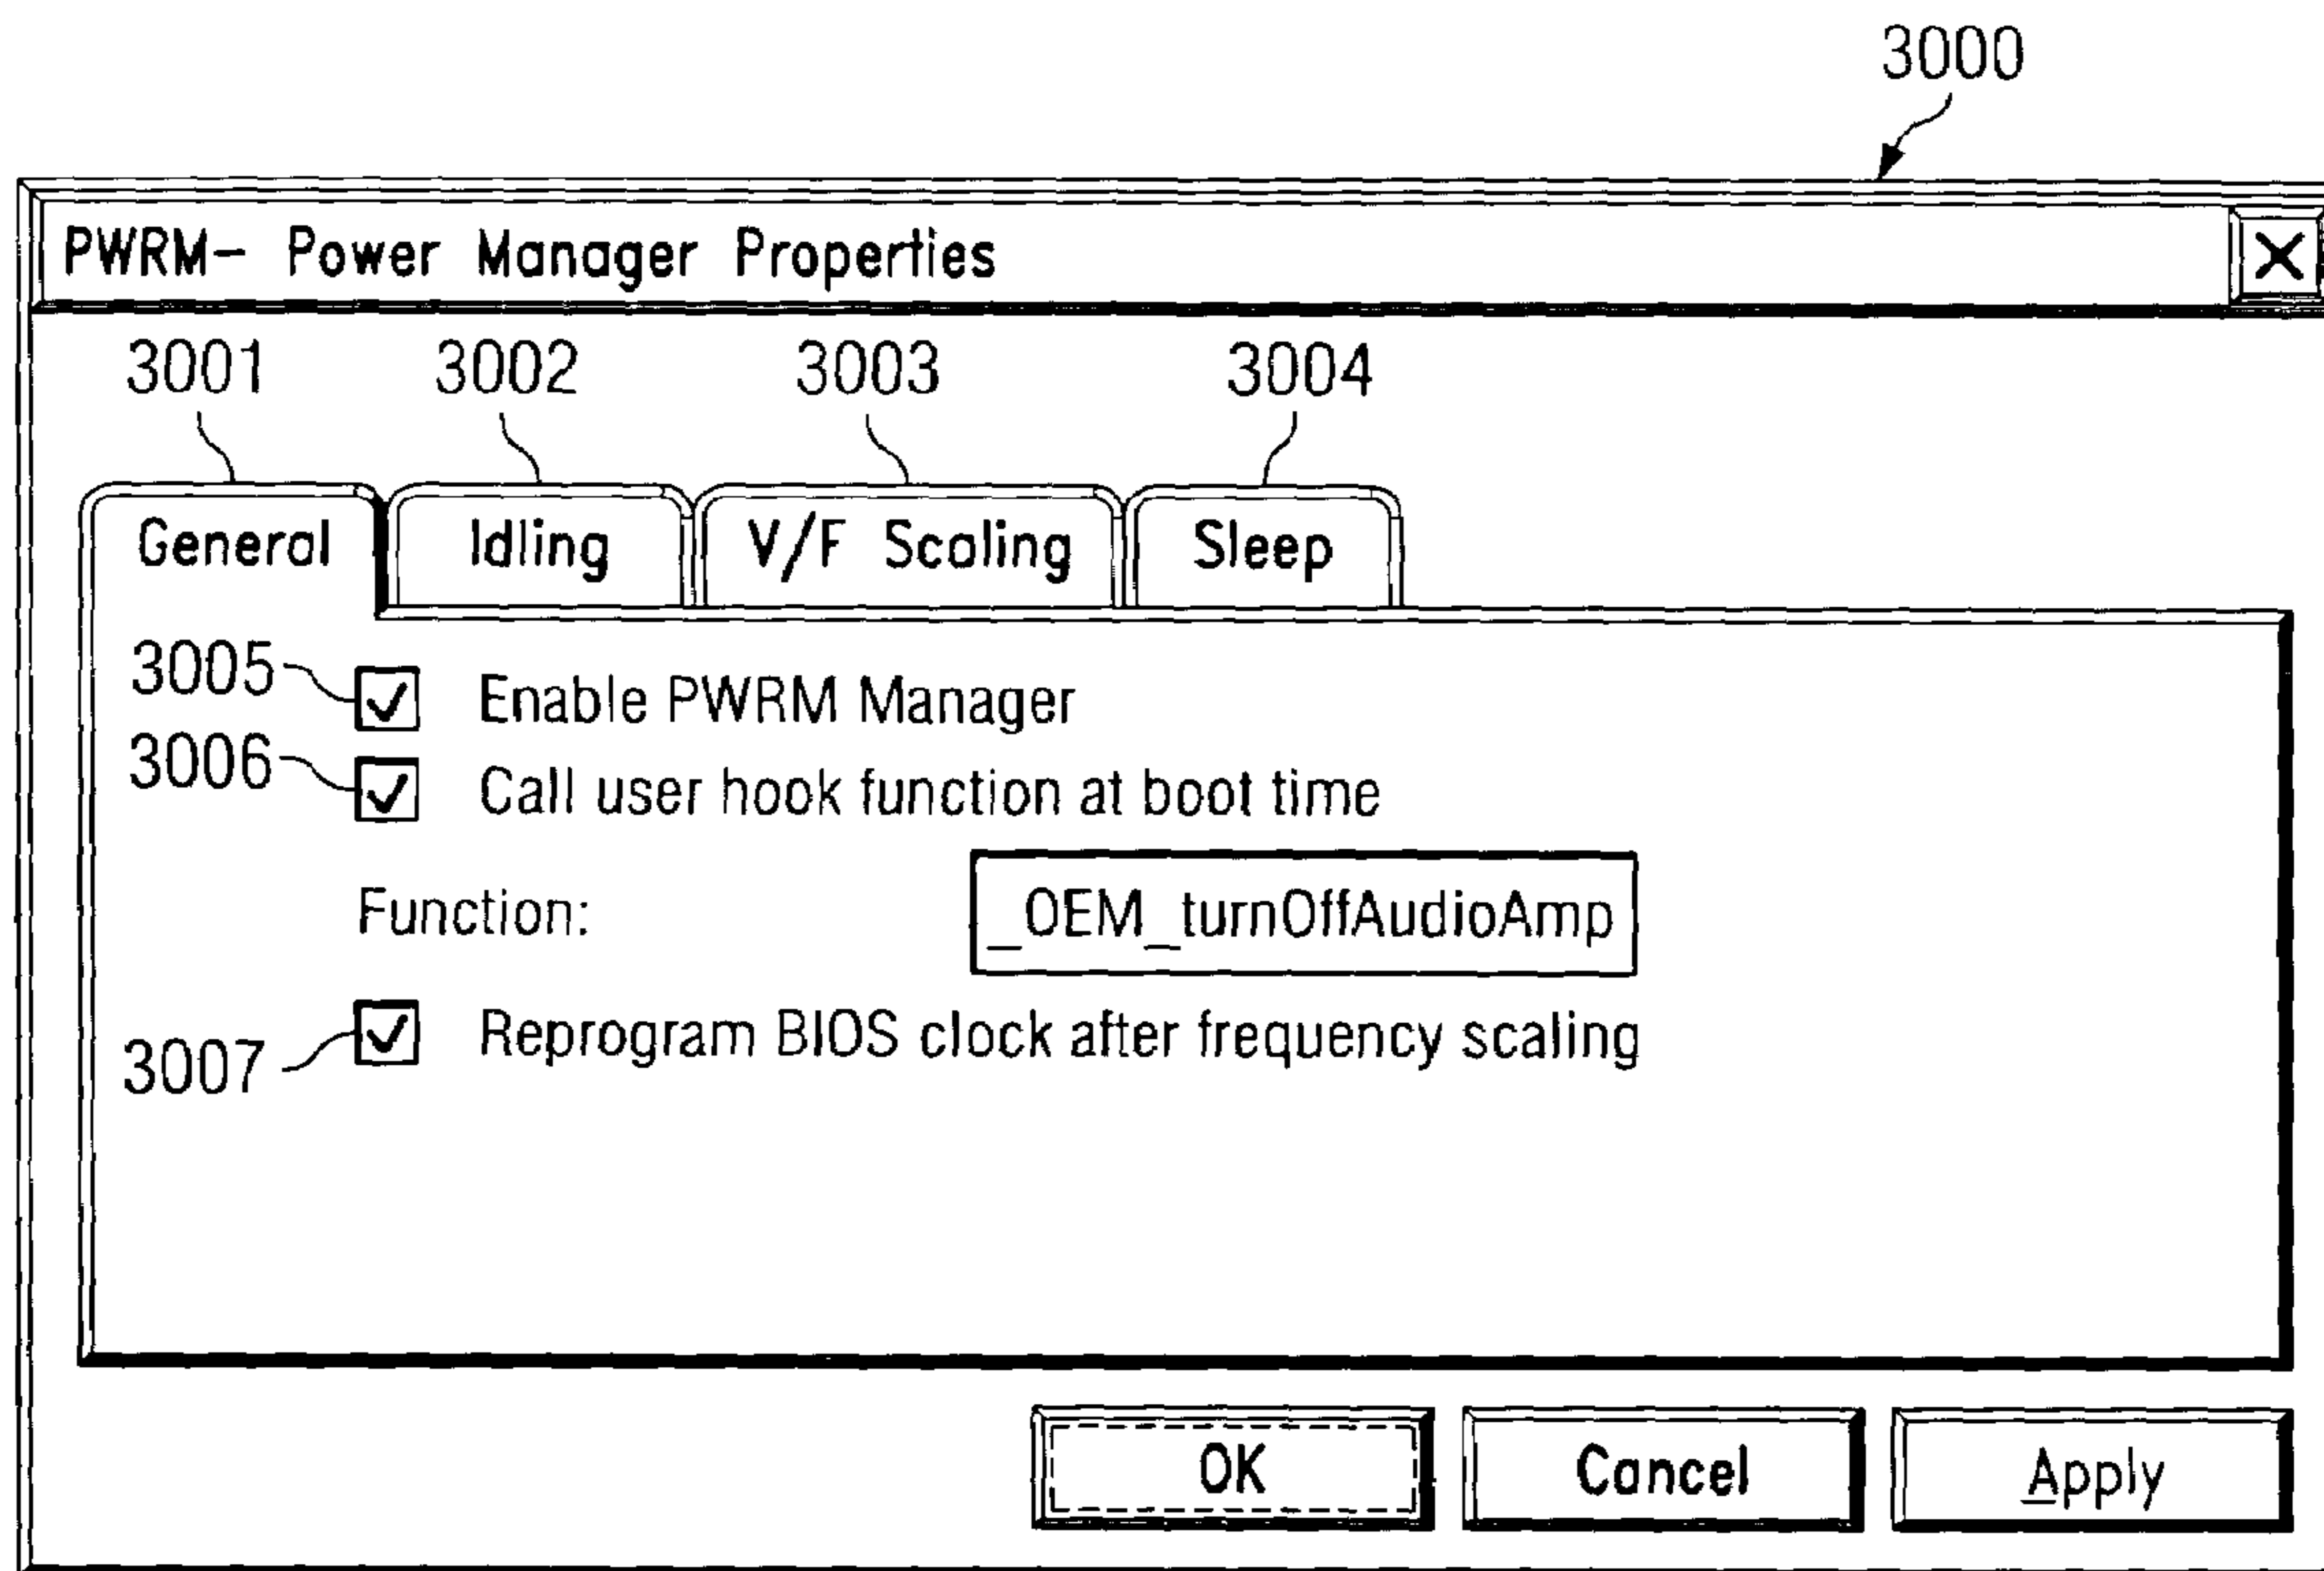 3000
PWRM- Power Manager Properties
3001 3002 3003 3004
General Idling V/F Scaling Sleep
3005 Enable PWRM Manager
3006 Call user hook function at boot time
Function: _OEM_turnOffAudioAmp
3007 Reprogram BIOS clock after frequency scaling
OK Cancel Apply